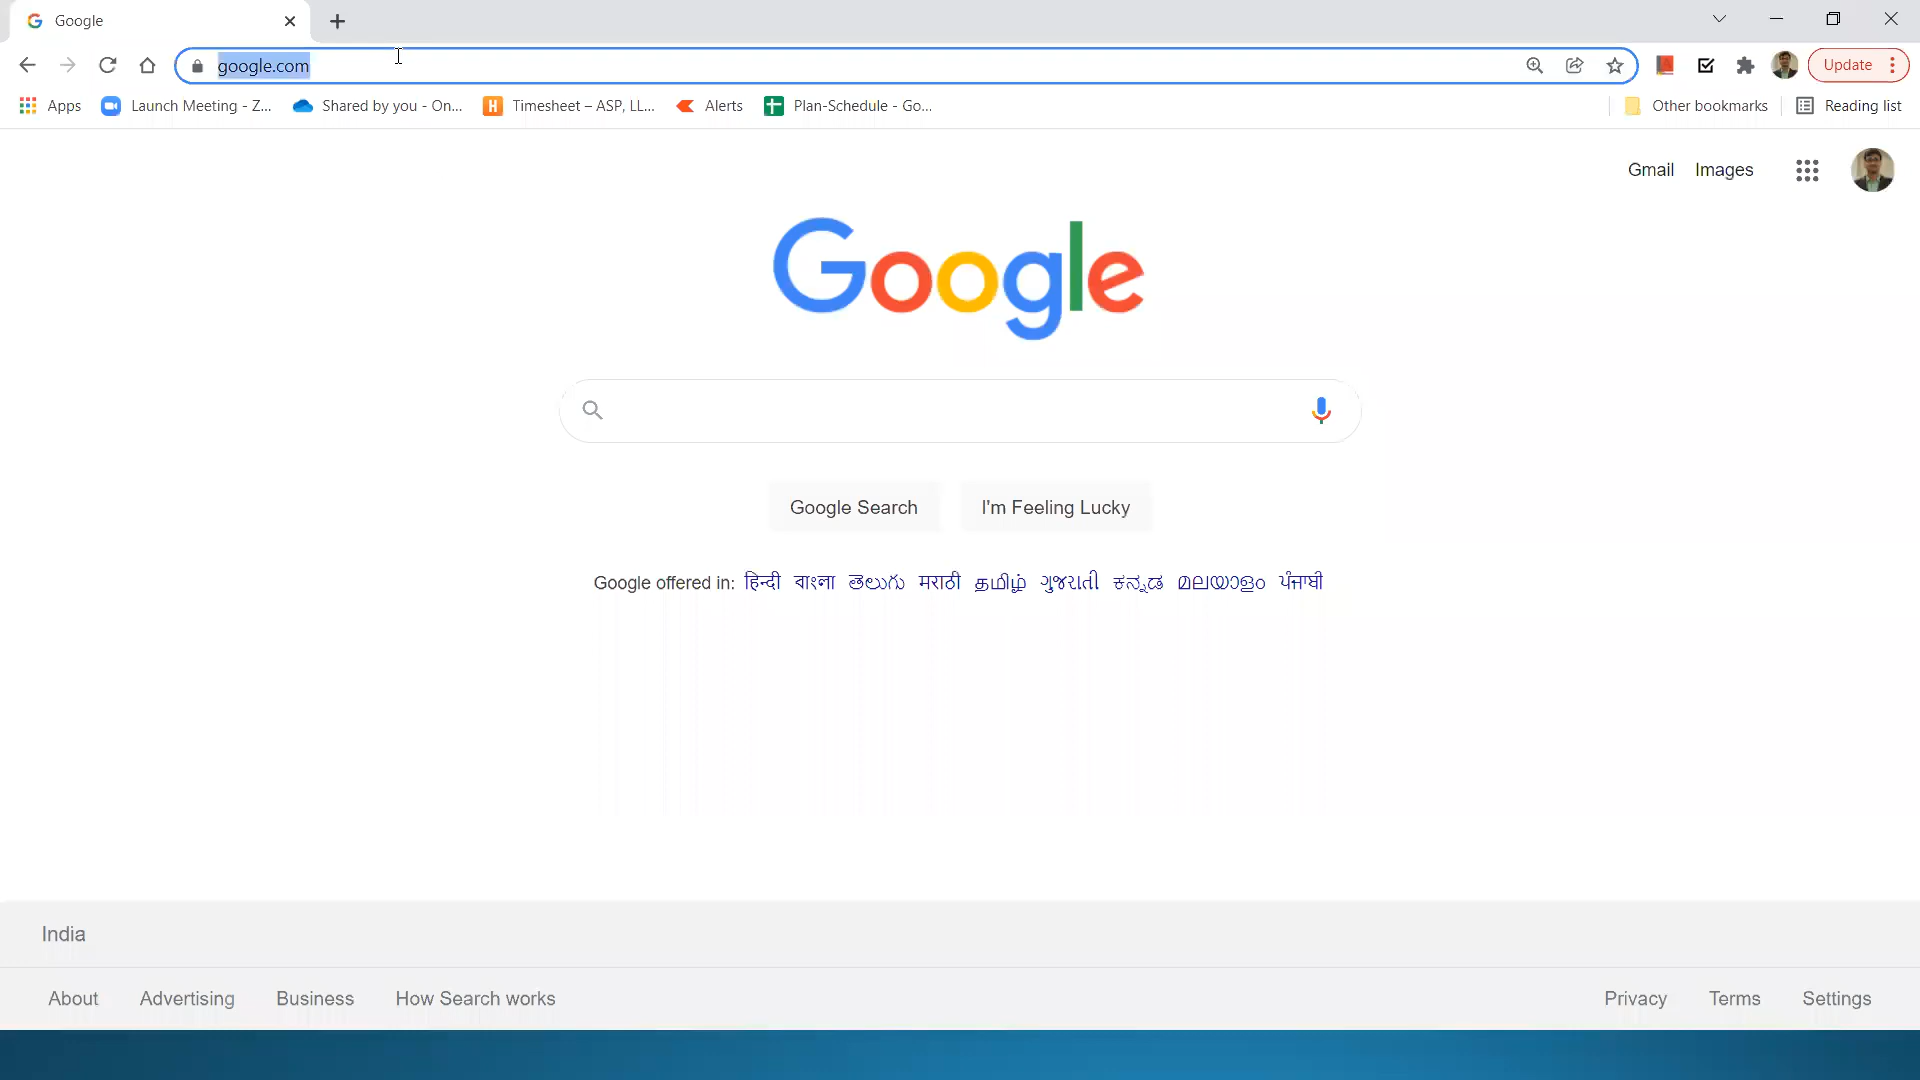 Google
google.com
Update
Apps Launch Meeting - Z... Shared by you - On... Timesheet – ASP, LL... Alerts Plan-Schedule - Go... Other bookmarks Reading list
Gmail Images
Google
Google Search I'm Feeling Lucky
Google offered in: हिन्दी বাংলা తెలుగు मराठी தமிழ் ગુજરાતી ಕನ್ನಡ മലയാളം ਪੰਜਾਬੀ
India
About Advertising Business How Search works Privacy Terms Settings